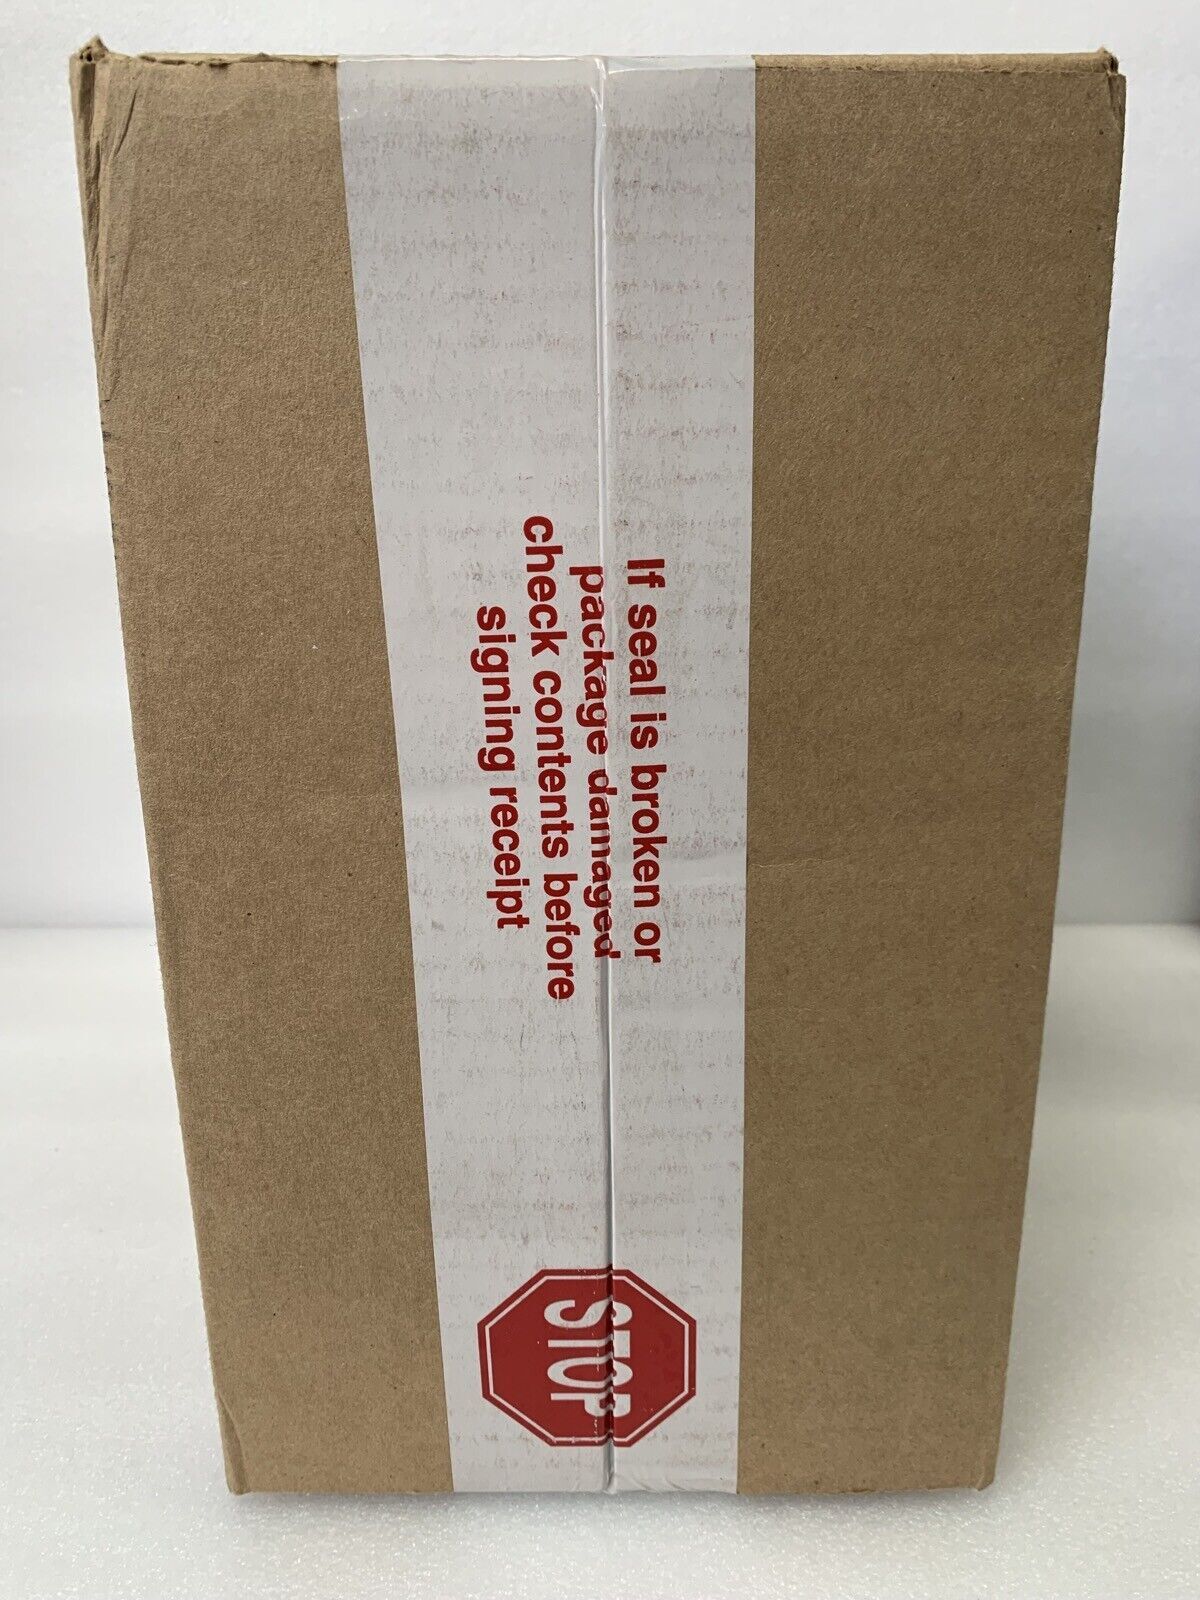 If seal is broken or
package damaged
check contents before
signing receipt
STOP